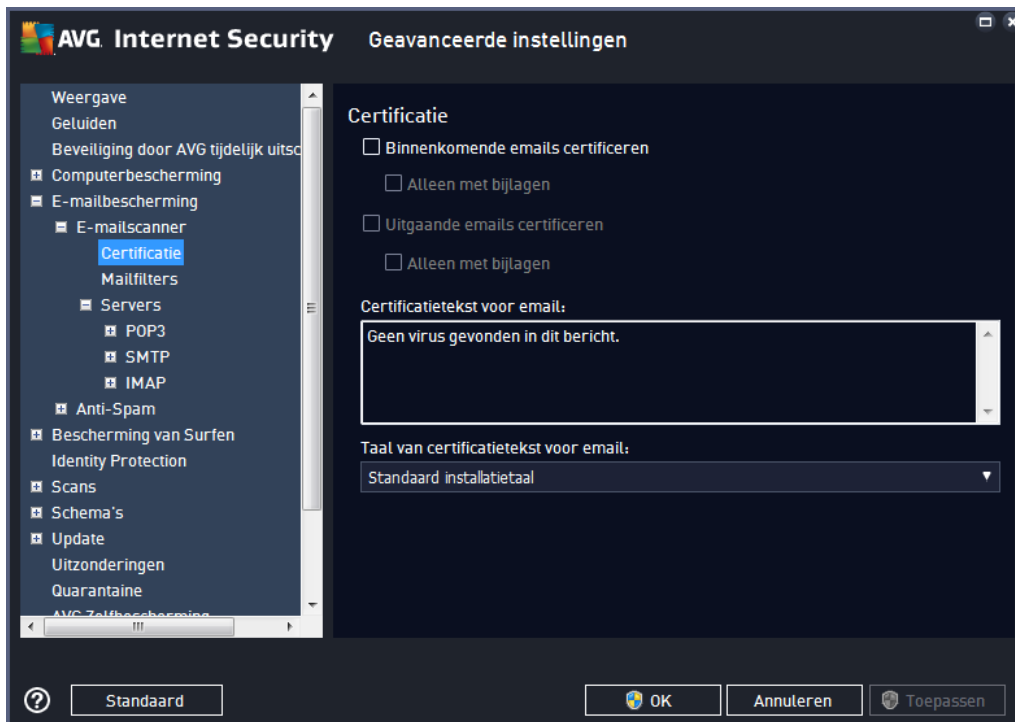 AVG Internet Security Geavanceerde instellingen
Weergave
Geluiden
Beveiliging door AVG tijdelijk uitsc
Computerbescherming
E-mailbescherming
E-mailscanner
Certificatie
Mailfilters
Servers
POP3
SMTP
IMAP
Anti-Spam
Bescherming van Surfen
Identity Protection
Scans
Schema's
Update
Uitzonderingen
Quarantaine
AVG Zelfbescherming
Certificatie
Binnenkomende emails certificeren
Alleen met bijlagen
Uitgaande emails certificeren
Alleen met bijlagen
Certificatietekst voor email:
Geen virus gevonden in dit bericht.
Taal van certificatietekst voor email:
Standaard installatietaal
Standaard
OK
Annuleren
Toepassen